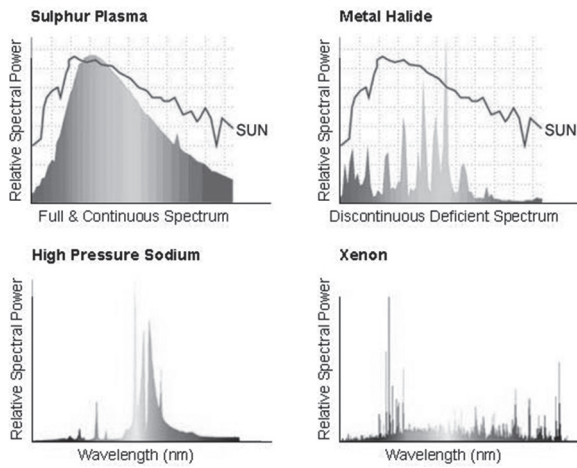 Sulphur Plasma
Relative Spectral Power
SUN
Full & Continuous Spectrum
Metal Halide
Relative Spectral Power
SUN
Discontinuous Deficient Spectrum
High Pressure Sodium
Relative Spectral Power
Wavelength (nm)
Xenon
Relative Spectral Power
Wavelength (nm)